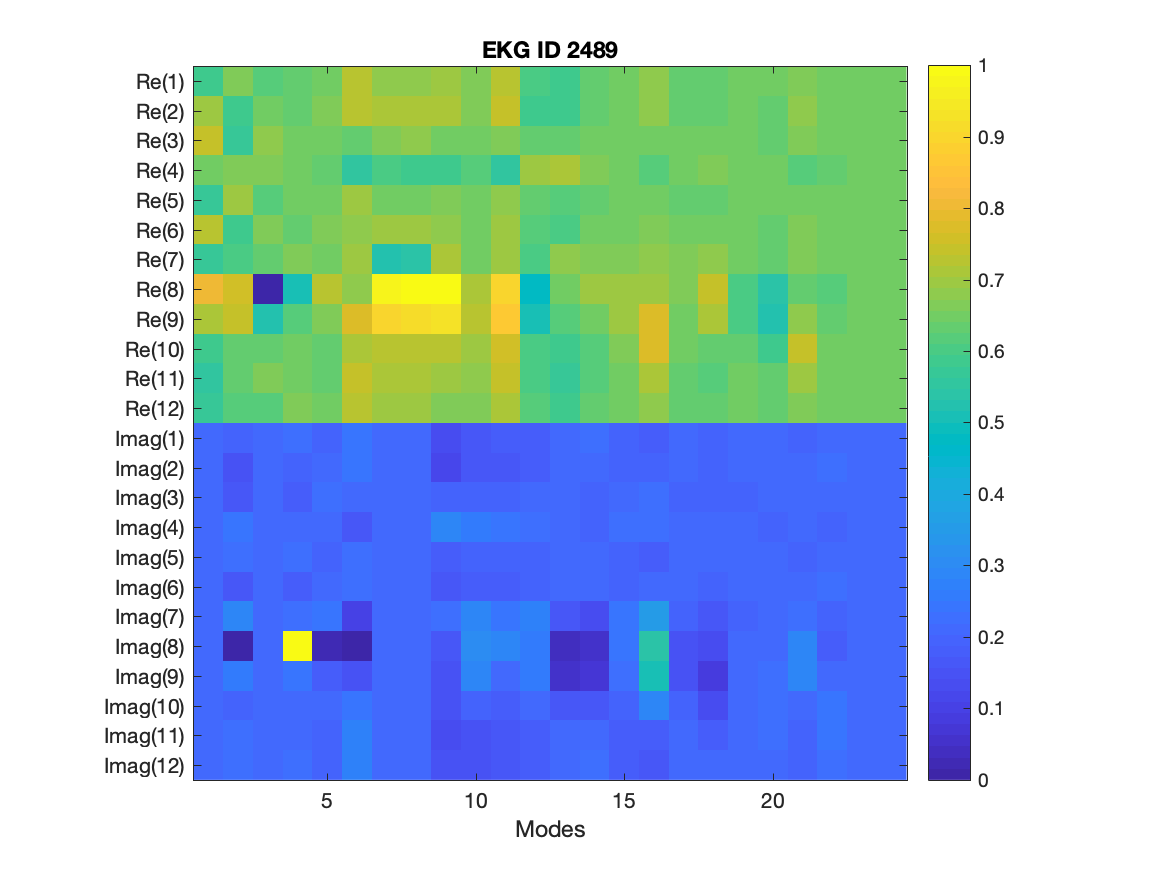 EKG ID 2489
Re(1)
Re(2)
Re(3)
Re(4)
Re(5)
Re(6)
Re(7)
Re(8)
Re(9)
Re(10)
Re(11)
Re(12)
Imag(1)
Imag(2)
Imag(3)
Imag(4)
Imag(5)
Imag(6)
Imag(7)
Imag(8)
Imag(9)
Imag(10)
Imag(11)
Imag(12)
5 10 15 20
Modes
1
0.9
0.8
0.7
0.6
0.5
0.4
0.3
0.2
0.1
0